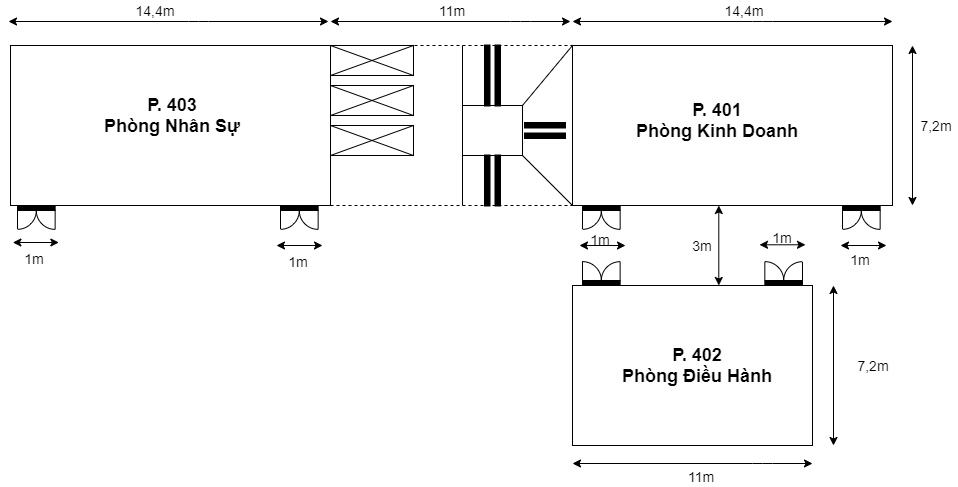 14,4m
11m
14,4m
P. 403
Phòng Nhân Sự
P. 401
Phòng Kinh Doanh
7,2m
1m
1m
1m
3m
1m
1m
P. 402
Phòng Điều Hành
7,2m
11m